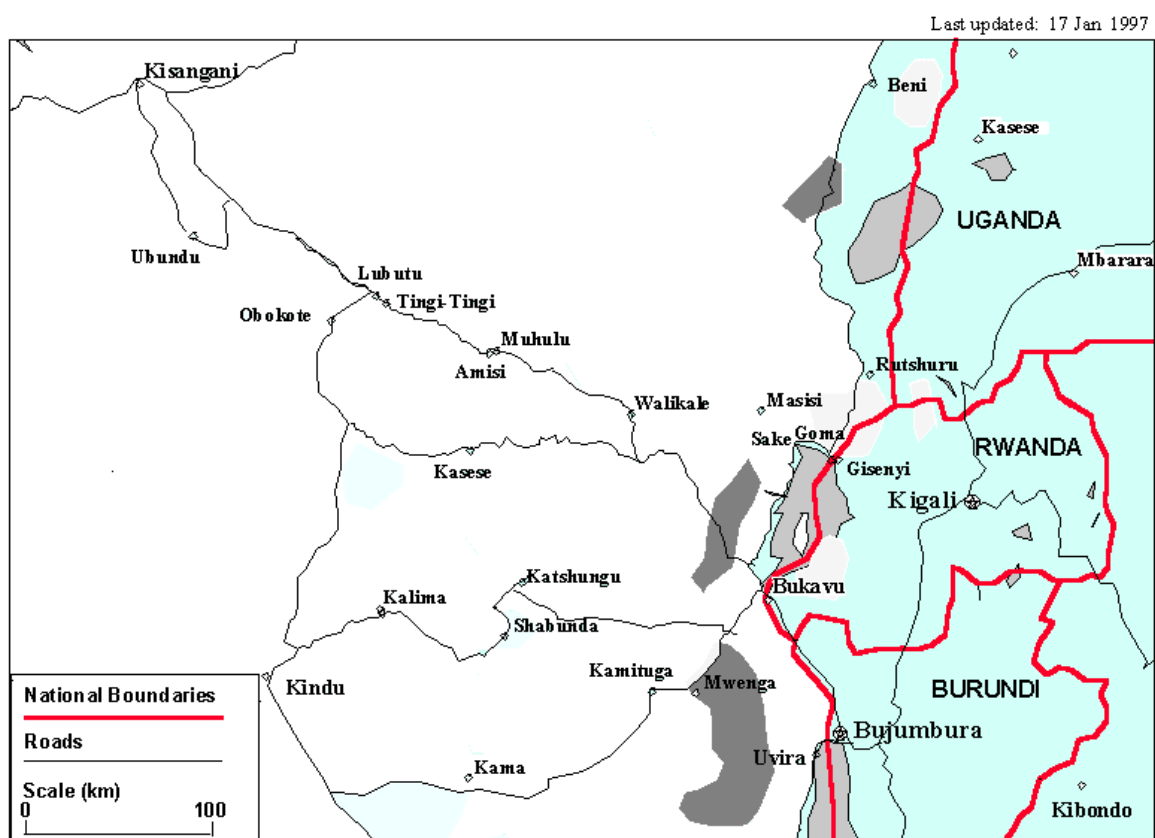 Last updated: 17 Jan 1997
Kisangani
Beni
Kasese
UGANDA
Ubundu
Mbarara
Lubutu
Tingi-Tingi
Obokote
Muhulu
Amisi
Rutshuru
Walikale
Masisi
Sake
Goma
RWANDA
Kasese
Gisenyi
Kigali
Katshungu
Bukavu
Kalima
Shabunda
Kindu
Kamituga
Mwenga
BURUNDI
National Boundaries
Roads
Bujumbura
Uvira
Kama
Kibondo
Scale (km)
0 100